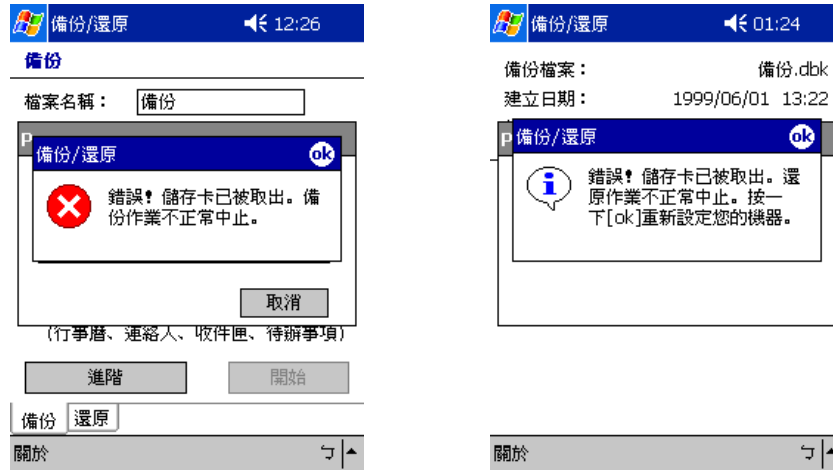 備份/還原 12:26
備份
檔案名稱： 備份
P
備份/還原 ok
錯誤！儲存卡已被取出。備
份作業不正常中止。
取消
(行事曆、連絡人、收件匣、待辦事項)
進階 開始
備份 還原
關於 ㄅ
備份/還原 01:24
備份檔案： 備份.dbk
建立日期： 1999/06/01 13:22
P
備份/還原 ok
錯誤！儲存卡已被取出。還
原作業不正常中止。按一
下[ok]重新設定您的機器。
關於 ㄅ